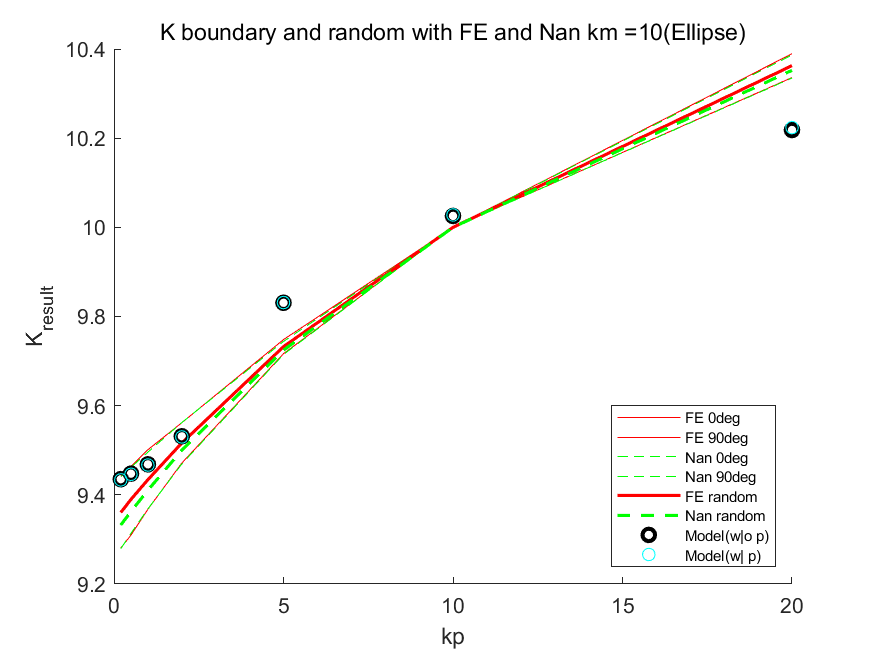 K boundary and random with FE and Nan km =10(Ellipse)
10.4
10.2
10
9.8
9.6
9.4
9.2
K_result
0
5
10
15
20
kp
FE 0deg
FE 90deg
Nan 0deg
Nan 90deg
FE random
Nan random
Model(w|o p)
Model(w| p)